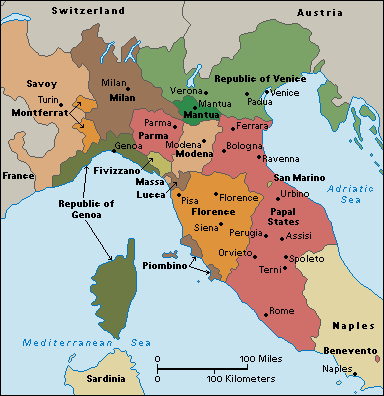 Switzerland
Austria
Savoy
Turin
Montferrat
Milan
Milan
Verona
Mantua
Mantua
Republic of Venice
Padua
Venice
Parma
Parma
Modena
Modena
Ferrara
Bologna
Ravenna
Genoa
France
Fivizzano
Massa
Lucca
San Marino
Urbino
Adriatic
Sea
Republic of
Genoa
Pisa
Florence
Florence
Siena
Papal
States
Perugia
Assisi
Piombino
Orvieto
Spoleto
Terni
Rome
Naples
Benevento
Naples
Mediterranean Sea
Sardinia
0 100 Miles
0 100 Kilometers